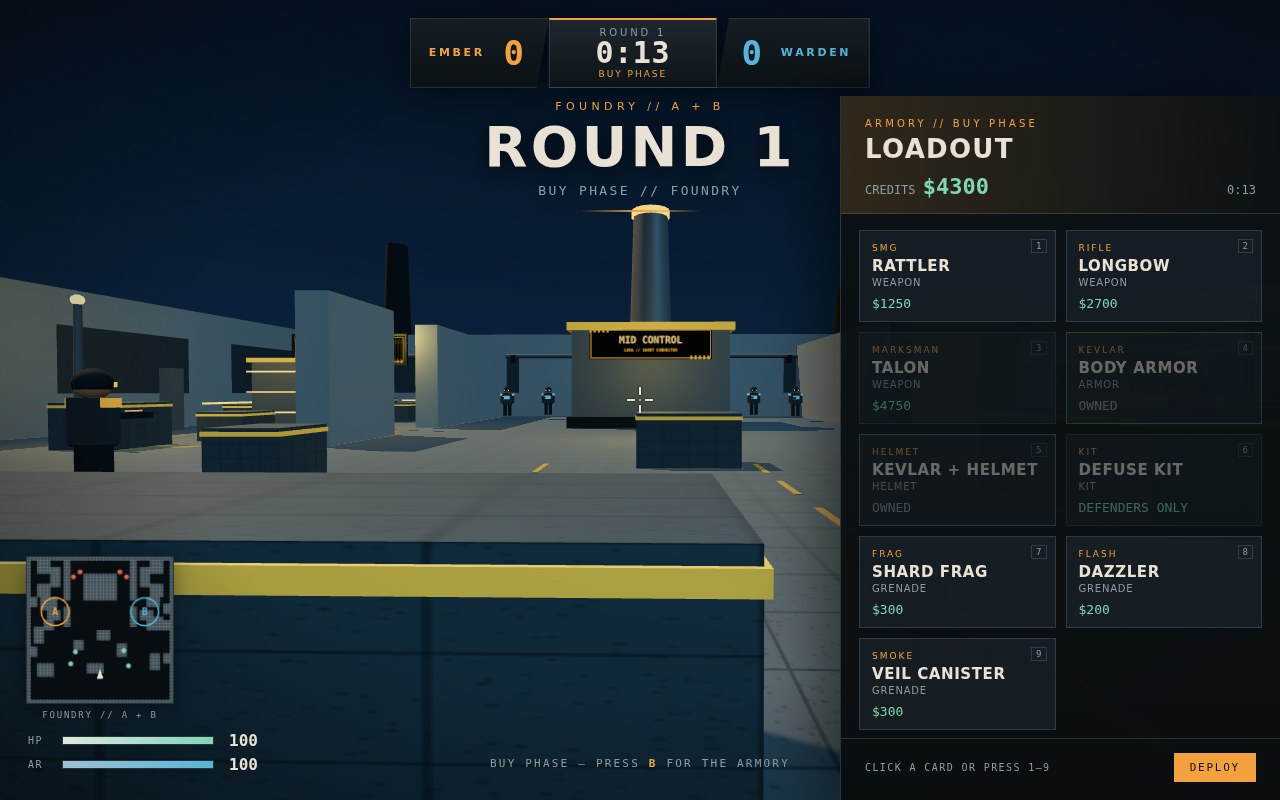 EMBER 0
ROUND 1
0:13
BUY PHASE
0 WARDEN
FOUNDRY // A + B
ROUND 1
BUY PHASE // FOUNDRY
MID CONTROL
ARMORY // BUY PHASE
LOADOUT
CREDITS $4300
0:13
SMG 1
RATTLER
WEAPON
$1250
RIFLE 2
LONGBOW
WEAPON
$2700
MARKSMAN 3
TALON
WEAPON
$4750
KEVLAR 4
BODY ARMOR
ARMOR
OWNED
HELMET 5
KEVLAR + HELMET
HELMET
OWNED
KIT 6
DEFUSE KIT
KIT
DEFENDERS ONLY
FRAG 7
SHARD FRAG
GRENADE
$300
FLASH 8
DAZZLER
GRENADE
$200
SMOKE 9
VEIL CANISTER
GRENADE
$300
CLICK A CARD OR PRESS 1–9
DEPLOY
A
B
FOUNDRY // A + B
HP 100
AR 100
BUY PHASE — PRESS B FOR THE ARMORY